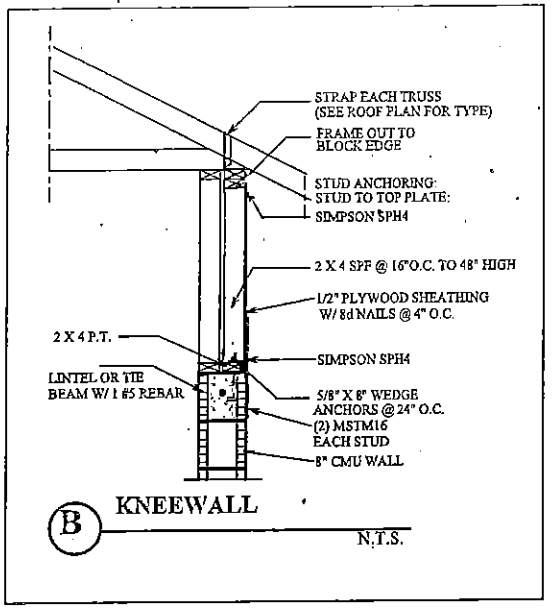 STRAP EACH TRUSS
(SEE ROOF PLAN FOR TYPE)
FRAME OUT TO
BLOCK EDGE
STUD ANCHORING:
STUD TO TOP PLATE:
SIMPSON SPH4
2 X 4 SPF @ 16" O.C. TO 48" HIGH
1/2" PLYWOOD SHEATHING
W/ 8d NAILS @ 4" O.C.
2 X 4 P.T.
SIMPSON SPH4
LINTEL OR TIE
BEAM W/ 1 #5 REBAR
5/8" X 8" WEDGE
ANCHORS @ 24" O.C.
(2) MSTM16
EACH STUD
8" CMU WALL
B
KNEEWALL
N.T.S.